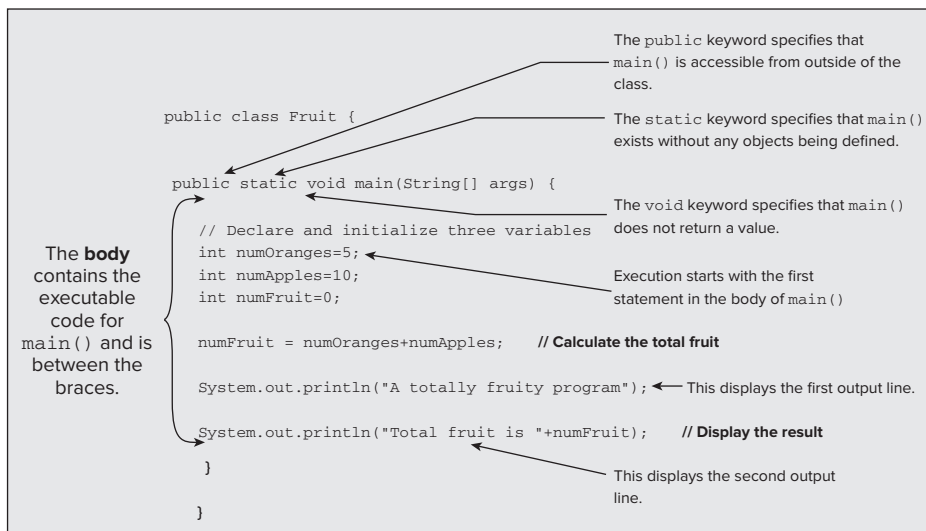 The public keyword specifies that
main() is accessible from outside of the
class.
public class Fruit {
The static keyword specifies that main()
exists without any objects being defined.
public static void main(String[] args) {
The void keyword specifies that main()
does not return a value.
// Declare and initialize three variables
int numOranges=5;
int numApples=10;
int numFruit=0;
Execution starts with the first
statement in the body of main()
The body
contains the
executable
code for
main() and is
between the
braces.
numFruit = numOranges+numApples; // Calculate the total fruit
System.out.println("A totally fruity program"); This displays the first output line.
System.out.println("Total fruit is "+numFruit); // Display the result
}
This displays the second output
line.
}